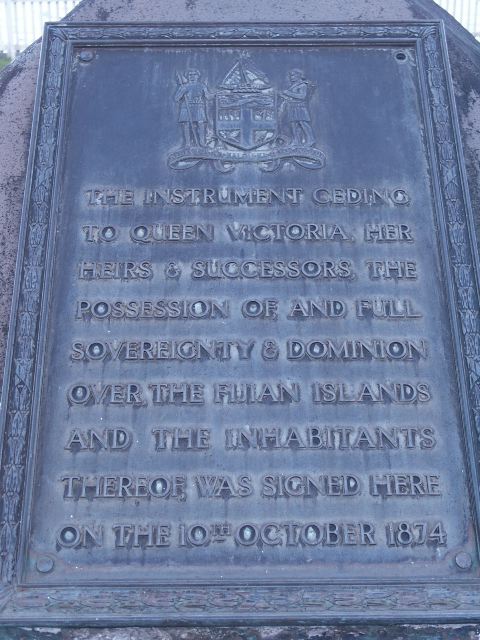 THE INSTRUMENT CEDING
TO QUEEN VICTORIA, HER
HEIRS & SUCCESSORS, THE
POSSESSION OF, AND FULL
SOVEREIGNTY & DOMINION
OVER, THE FIJIAN ISLANDS
AND THE INHABITANTS
THEREOF, WAS SIGNED HERE
ON THE 10TH OCTOBER 1874